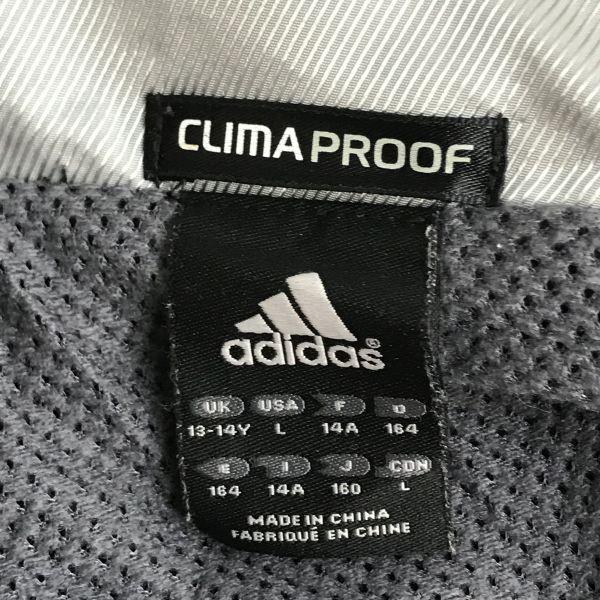 CLIMAPROOF
adidas®
UK USA F D
13-14Y L 14A 164
E I J CDN
164 14A 160 L
MADE IN CHINA
FABRIQUÉ EN CHINE